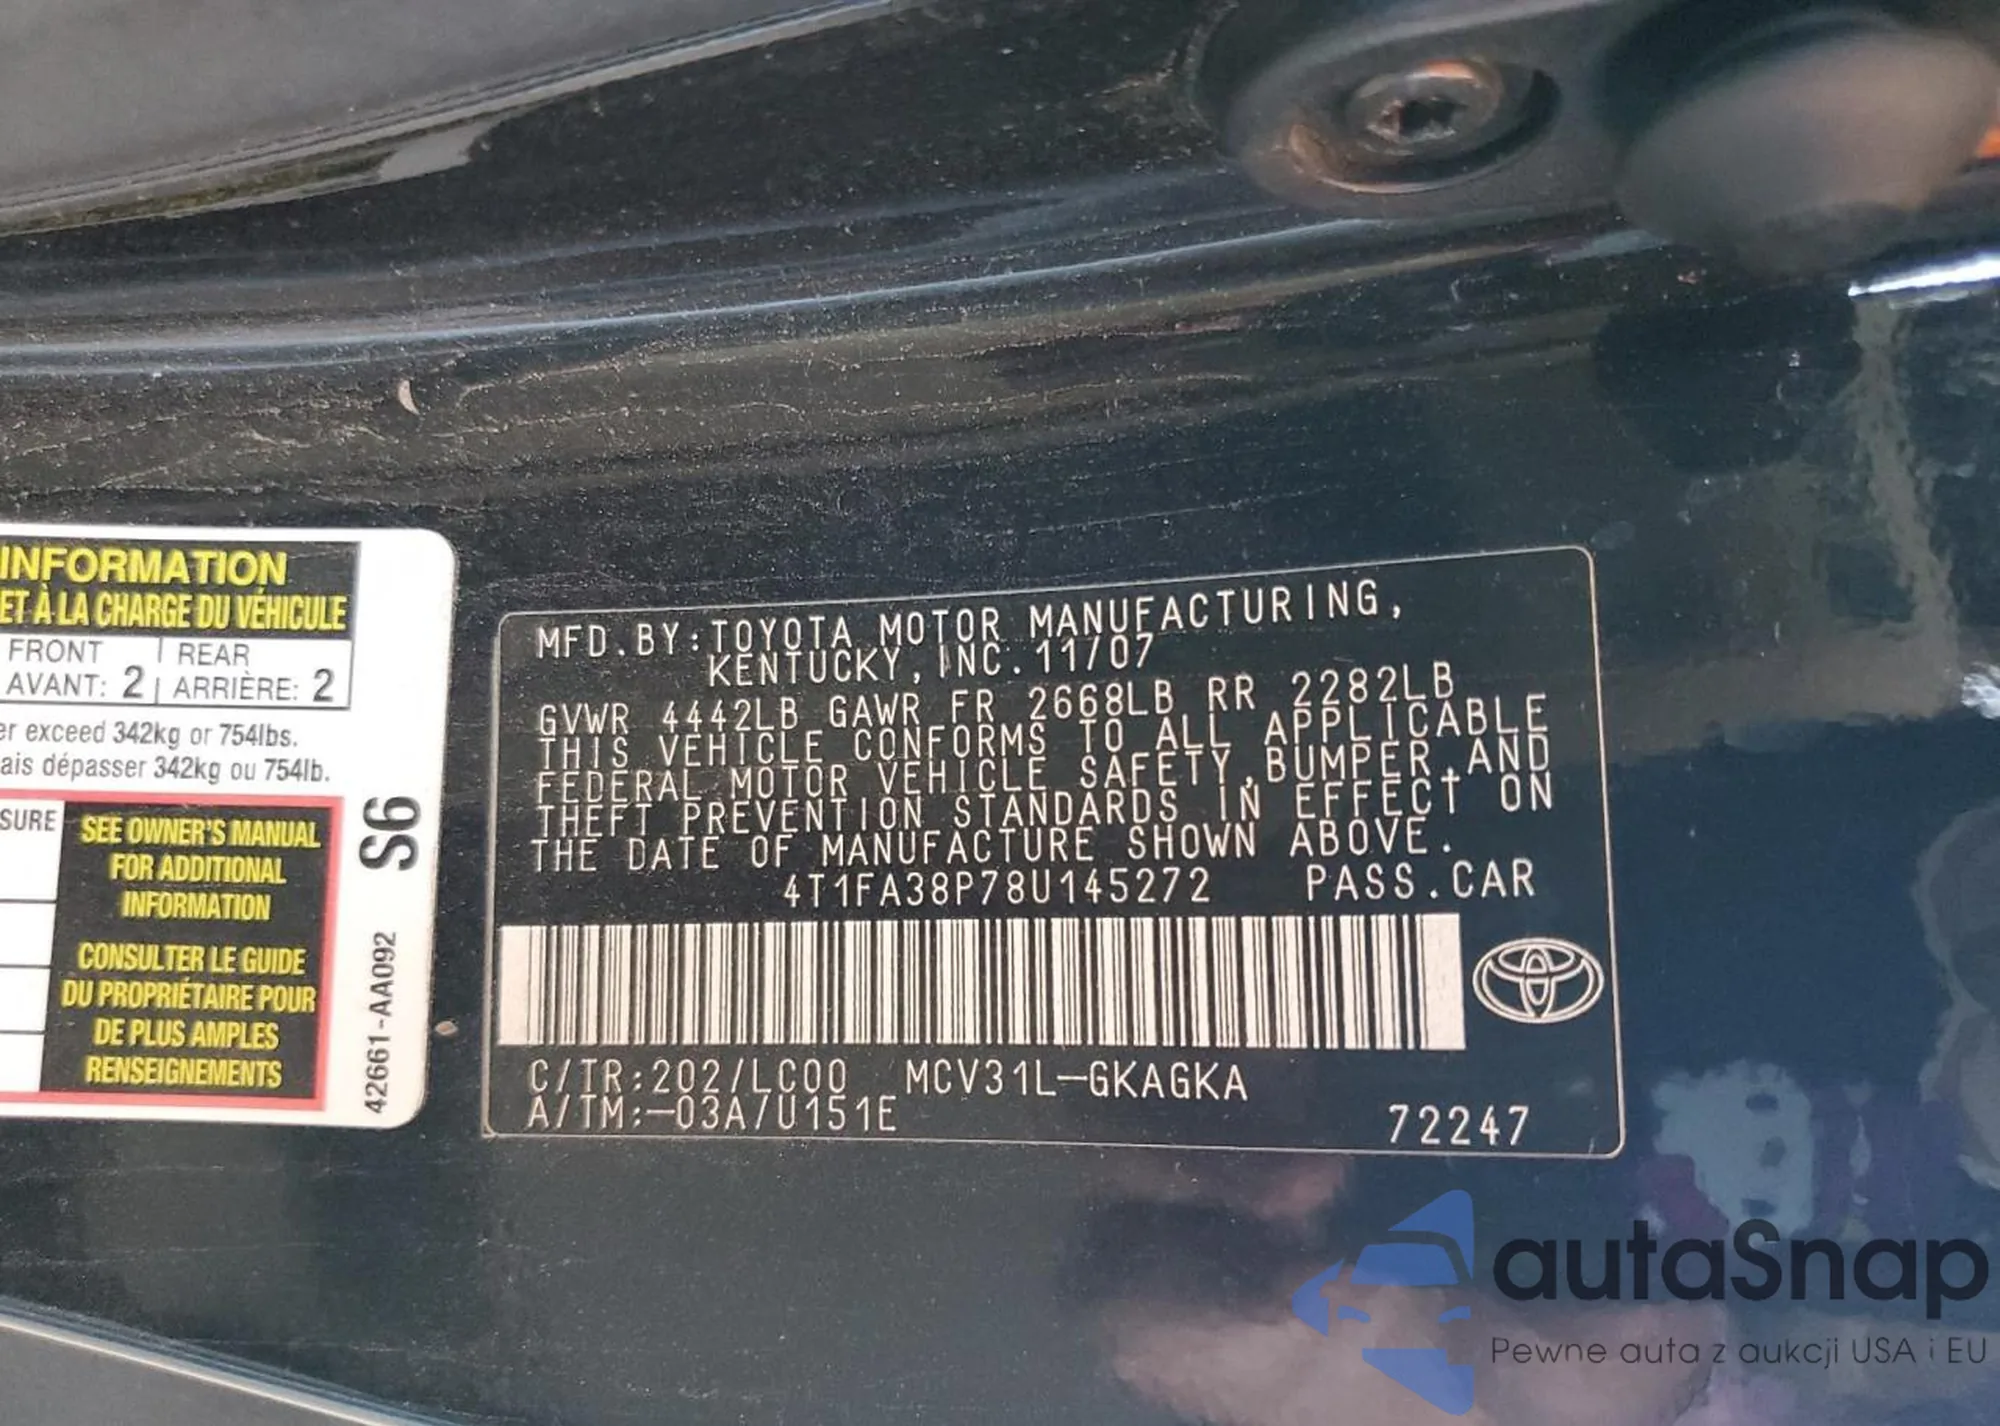 INFORMATION
ET À LA CHARGE DU VÉHICULE
FRONT REAR
AVANT: 2 ARRIÈRE: 2
er exceed 342kg or 754lbs.
ais dépasser 342kg ou 754lb.
SURE
SEE OWNER'S MANUAL
FOR ADDITIONAL
INFORMATION
CONSULTER LE GUIDE
DU PROPRIÉTAIRE POUR
DE PLUS AMPLES
RENSEIGNEMENTS
42661-AA092 S6
MFD.BY:TOYOTA MOTOR MANUFACTURING,
KENTUCKY,INC.11/07
GVWR 4442LB GAWR FR 2668LB RR 2282LB
THIS VEHICLE CONFORMS TO ALL APPLICABLE
FEDERAL MOTOR VEHICLE SAFETY,BUMPER,AND
THEFT PREVENTION STANDARDS IN EFFECT ON
THE DATE OF MANUFACTURE SHOWN ABOVE.
4T1FA38P78U145272 PASS.CAR
C/TR:202/LC00 MCV31L-GKAGKA
A/TM:-03A/U151E
72247
autaSnap
Pewne auta z aukcji USA i EU